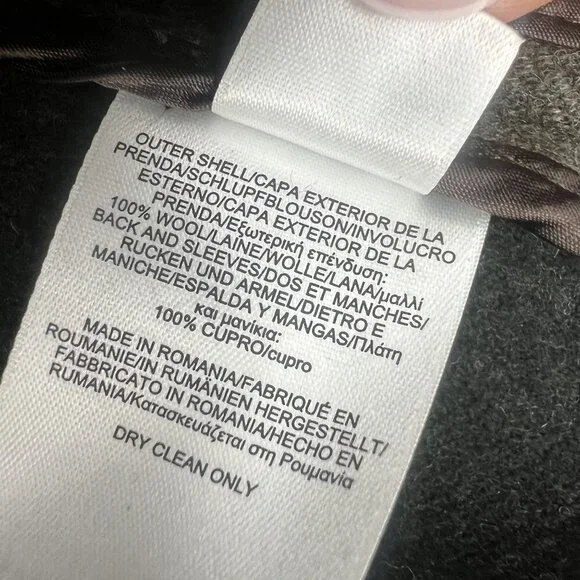 OUTER SHELL/CAPA EXTERIOR DE LA
PRENDA/SCHLUPFBLOUSON/INVOLUCRO
ESTERNO/CAPA EXTERIOR DE LA
PRENDA/Εξωτερική επένδυση:
100% WOOL/LAINE/WOLLE/LANA/μαλλί
BACK AND SLEEVES/DOS ET MANCHES/
RUCKEN UND ARMEL/DIETRO E
MANICHE/ESPALDA Y MANGAS/Πλάτη
και μανίκια:
100% CUPRO/cupro
MADE IN ROMANIA/FABRIQUÉ EN
ROUMANIE/IN RUMÄNIEN HERGESTELLT/
FABBRICATO IN ROMANIA/HECHO EN
RUMANIA/Κατασκευάζεται στη Ρουμανία
DRY CLEAN ONLY